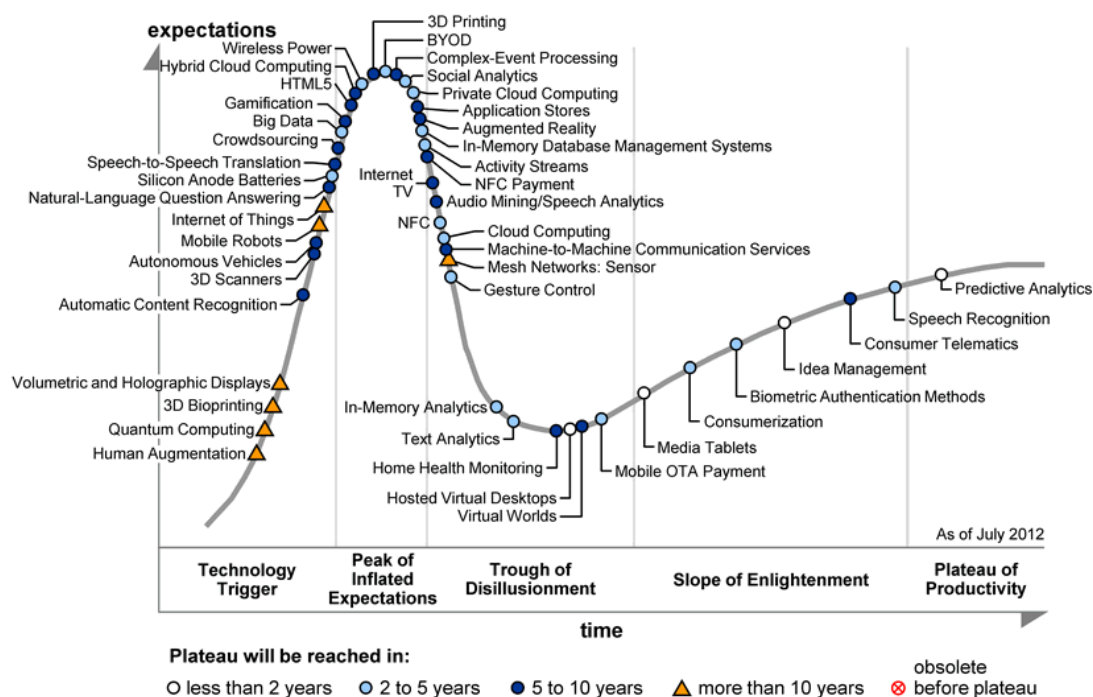 expectations
3D Printing
BYOD
Wireless Power
Complex-Event Processing
Hybrid Cloud Computing
Social Analytics
HTML5
Private Cloud Computing
Gamification
Application Stores
Big Data
Augmented Reality
Crowdsourcing
In-Memory Database Management Systems
Speech-to-Speech Translation
Activity Streams
Silicon Anode Batteries
Internet
TV
NFC Payment
Natural-Language Question Answering
Audio Mining/Speech Analytics
Internet of Things
NFC
Cloud Computing
Mobile Robots
Machine-to-Machine Communication Services
Autonomous Vehicles
Mesh Networks: Sensor
3D Scanners
Gesture Control
Automatic Content Recognition
Predictive Analytics
Speech Recognition
Consumer Telematics
Idea Management
Volumetric and Holographic Displays
Biometric Authentication Methods
3D Bioprinting
In-Memory Analytics
Consumerization
Quantum Computing
Text Analytics
Media Tablets
Human Augmentation
Home Health Monitoring
Mobile OTA Payment
Hosted Virtual Desktops
Virtual Worlds
As of July 2012
Technology
Trigger
Peak of
Inflated
Expectations
Trough of
Disillusionment
Slope of Enlightenment
Plateau of
Productivity
time
Plateau will be reached in:
less than 2 years
2 to 5 years
5 to 10 years
more than 10 years
obsolete
before plateau